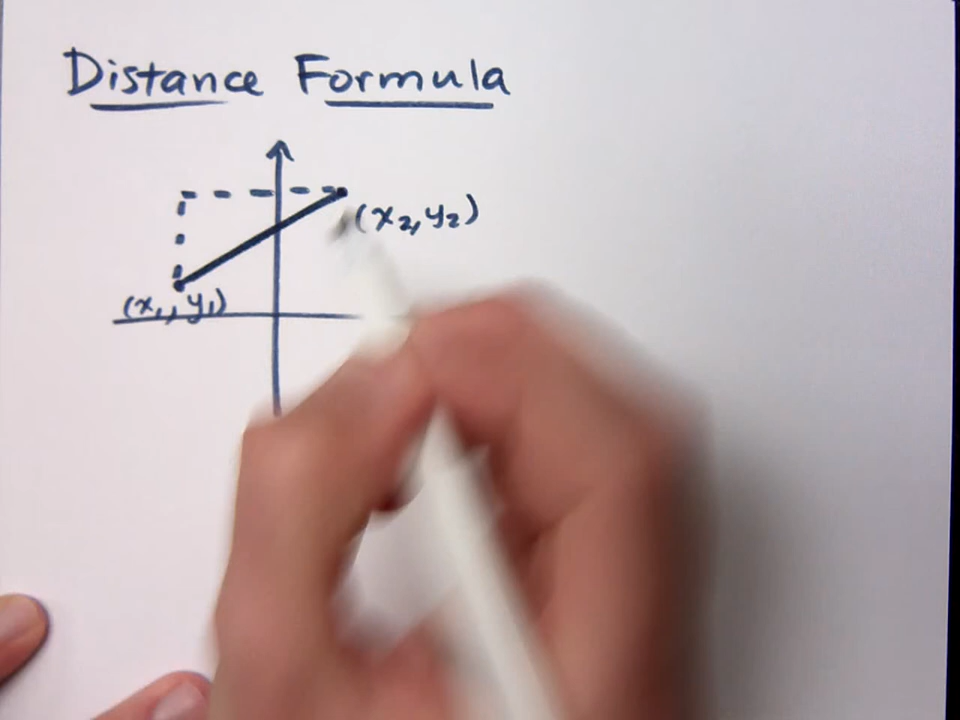 Distance Formula
(x₂, y₂)
(x₁, y₁)